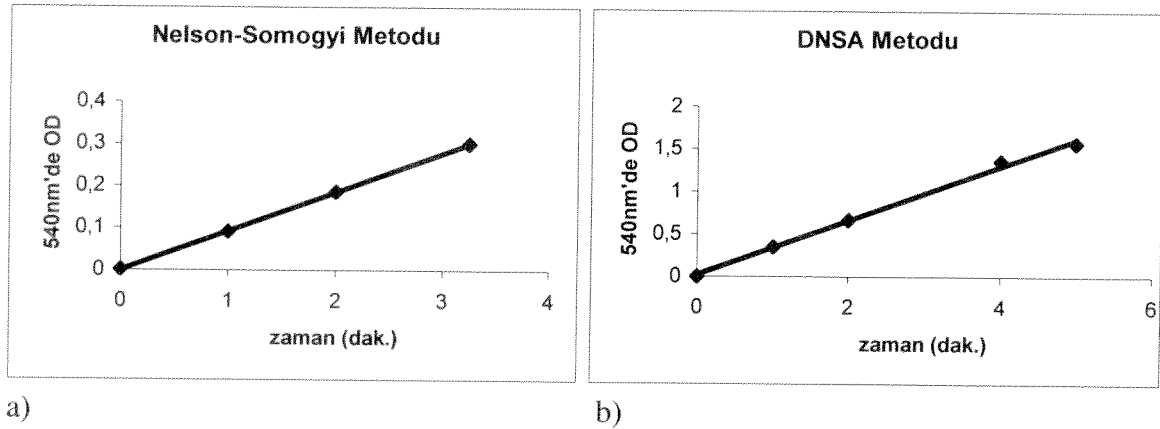 Nelson-Somogyi Metodu
540nm'de OD
0,4
0,3
0,2
0,1
0
0 1 2 3 4
zaman (dak.)
a)
DNSA Metodu
540nm'de OD
2
1,5
1
0,5
0
0 2 4 6
zaman (dak.)
b)